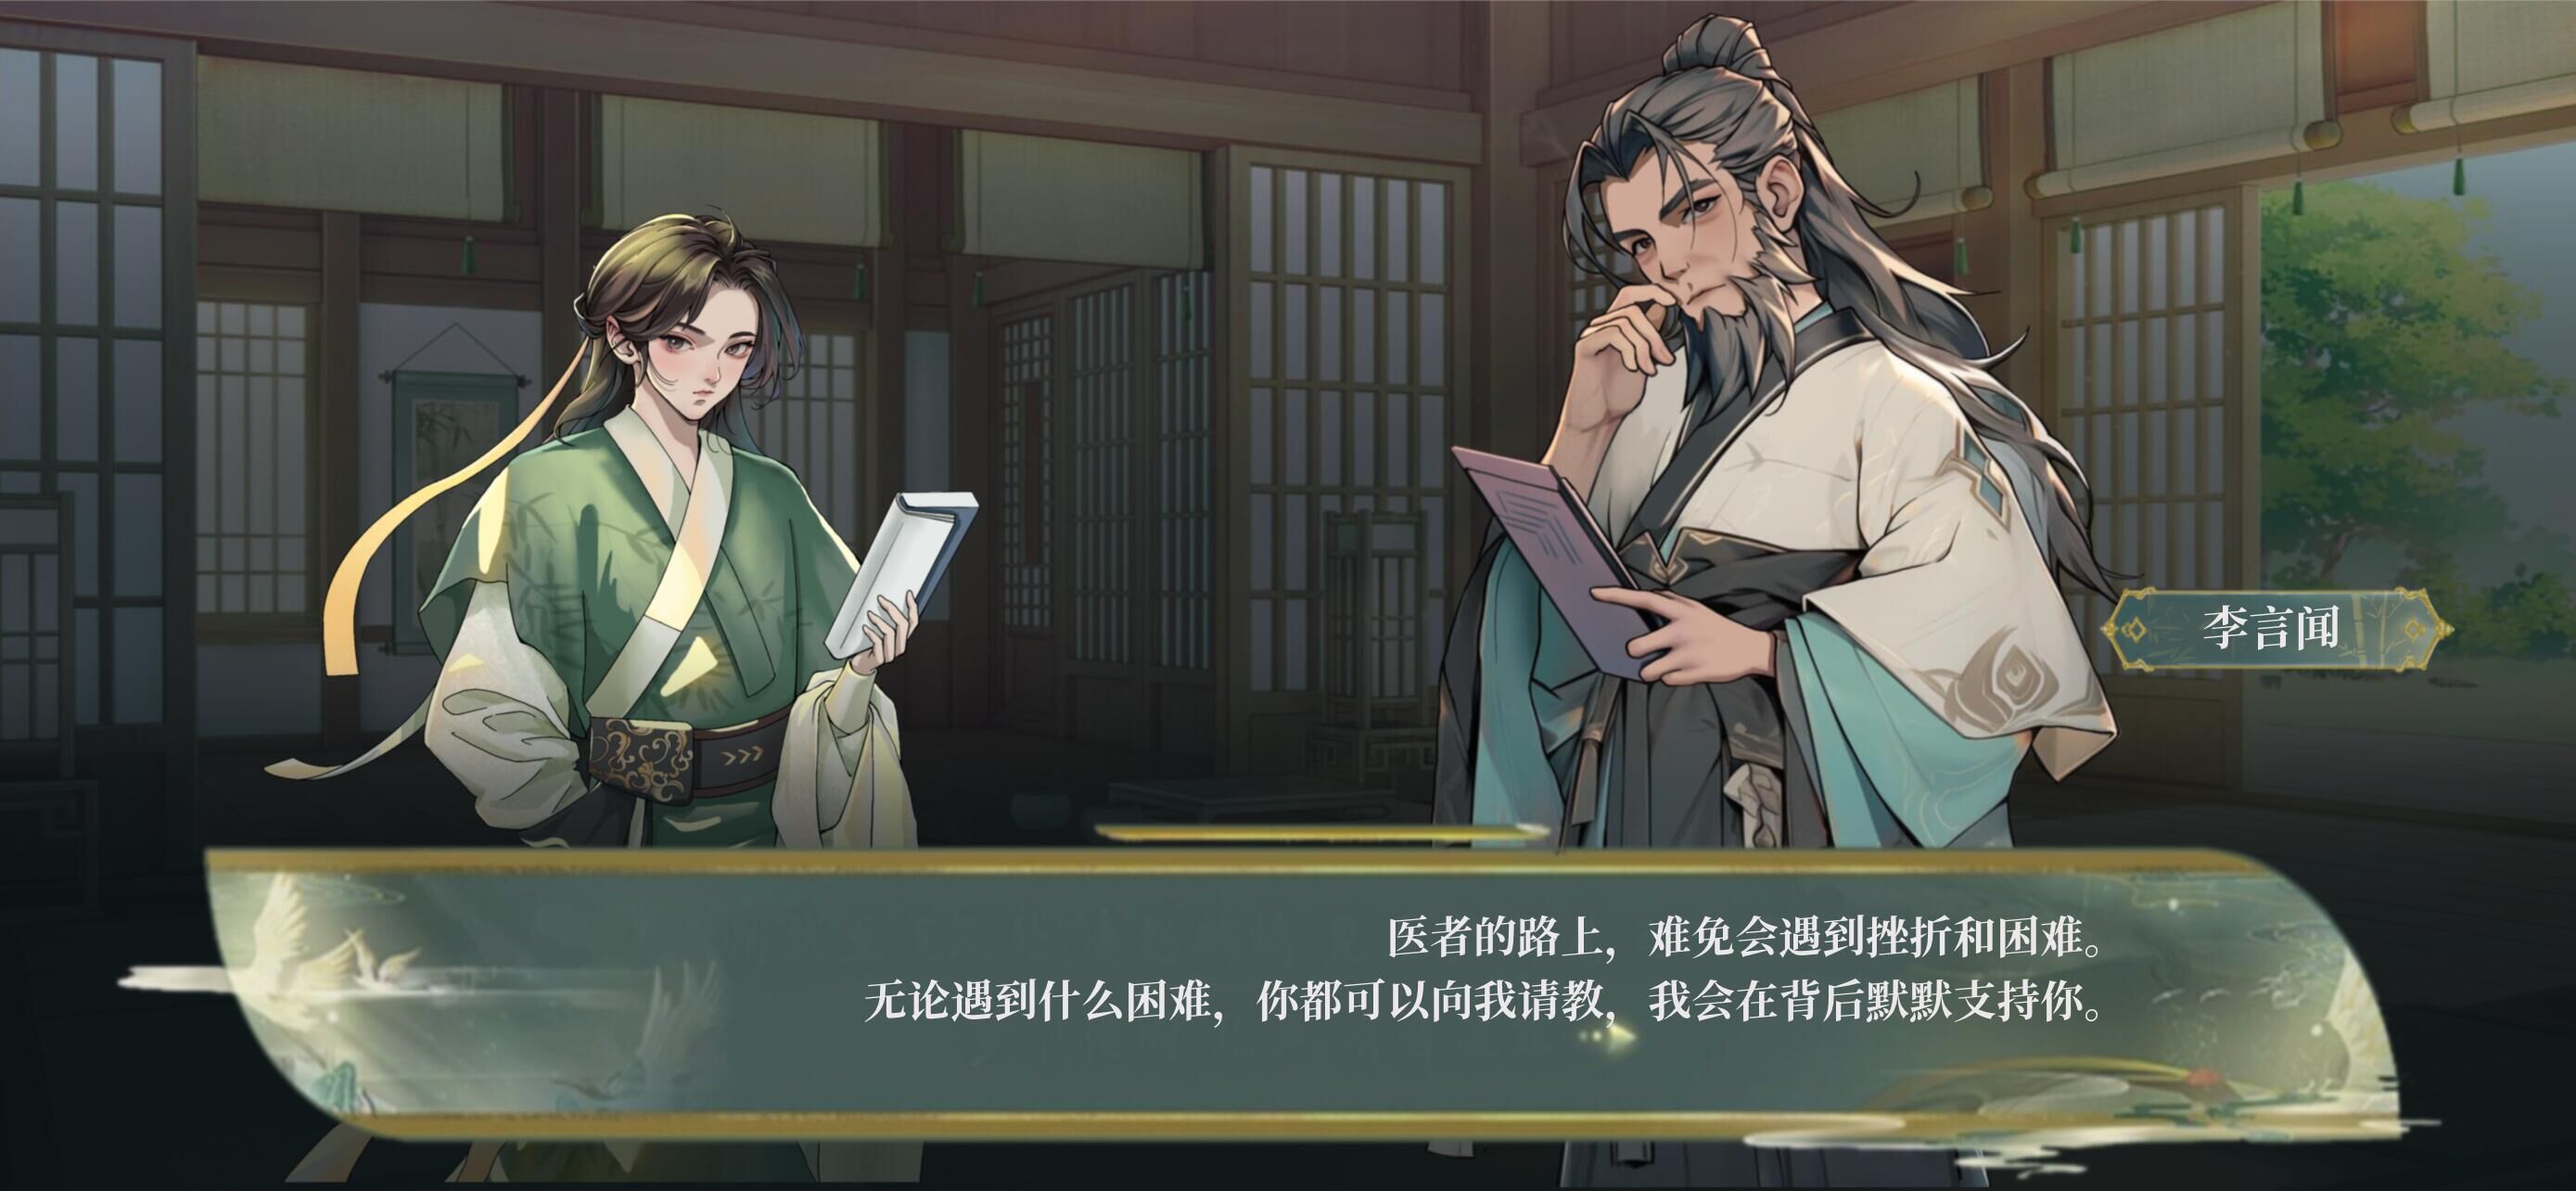 李言闻
医者的路上，难免会遇到挫折和困难。
无论遇到什么困难，你都可以向我请教，我会在背后默默支持你。